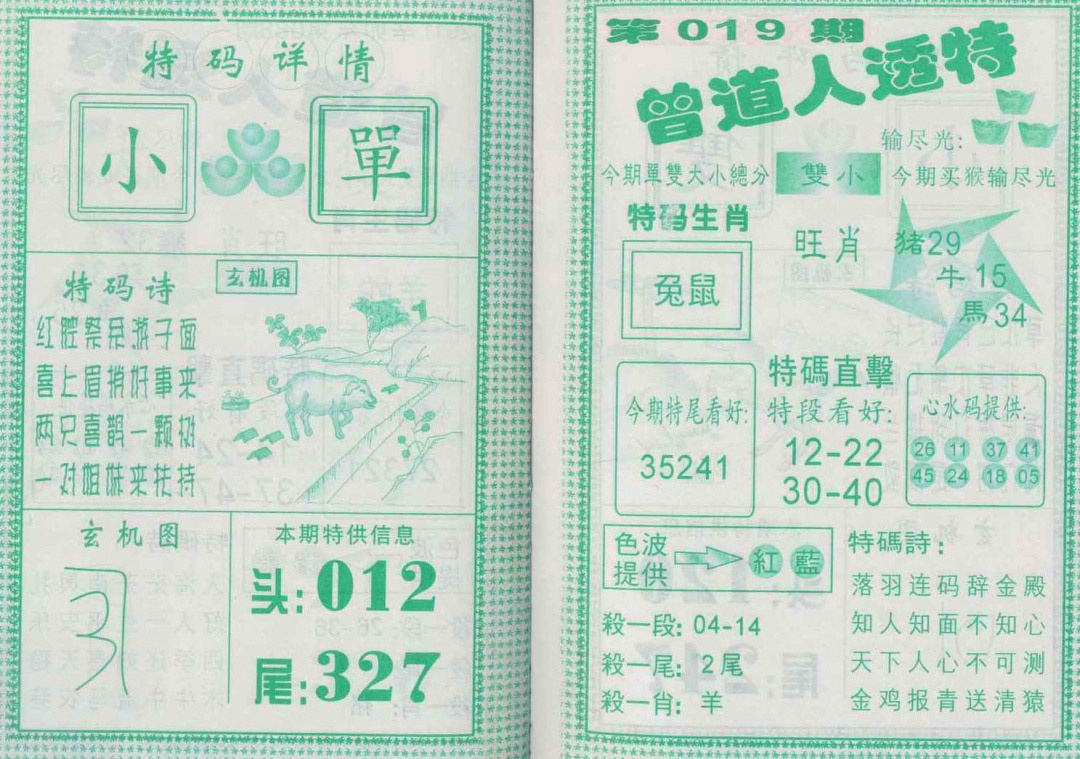 特码详情
小 單
特码诗
玄机图
红胜祭吊游子面
喜上眉梢好事来
两只喜鹊一颗树
一对姐妹来扶持
玄机图
本期特供信息
头:012
尾:327
第019期
曾道人透特
输尽光:
今期單雙大小總分 雙小 今期买猴输尽光
特码生肖
兔鼠
旺肖 猪29
牛15
馬34
特碼直擊
今期特尾看好:
35241
特段看好:
12-22
30-40
心水码提供:
26 11 37 41
45 24 18 05
色波提供 紅 藍
殺一段: 04-14
殺一尾: 2尾
殺一肖: 羊
特碼詩:
落羽连码辞金殿
知人知面不知心
天下人心不可测
金鸡报青送清猿